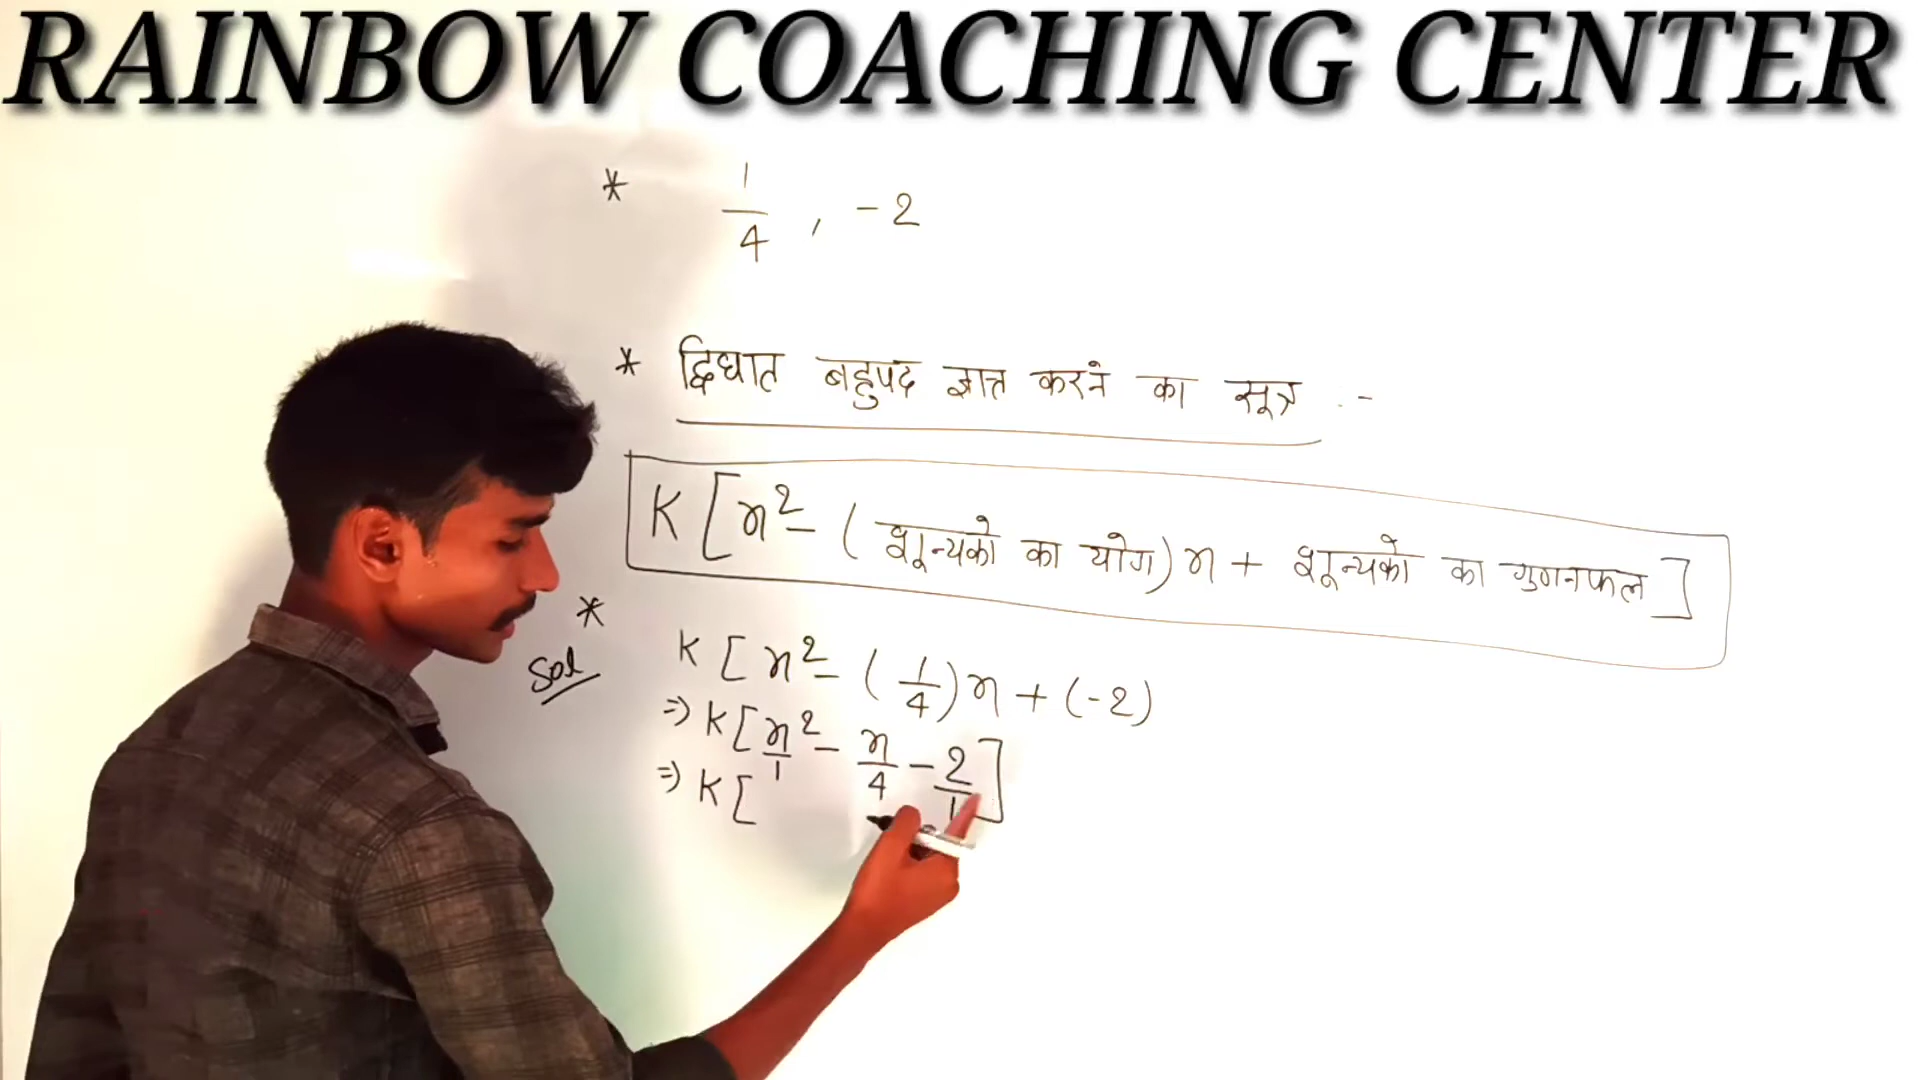 RAINBOW COACHING CENTER
* 1/4 , -2
* द्विघात बहुपद ज्ञात करने का सूत्र :-
K [ x² - ( शून्यको का योग ) x + शून्यको का गुणनफल ]
*
Sol
K [ x² - ( 1/4 ) x + (-2)
⇒ K [ x²/1 - x/4 - 2/1 ]
⇒ K [